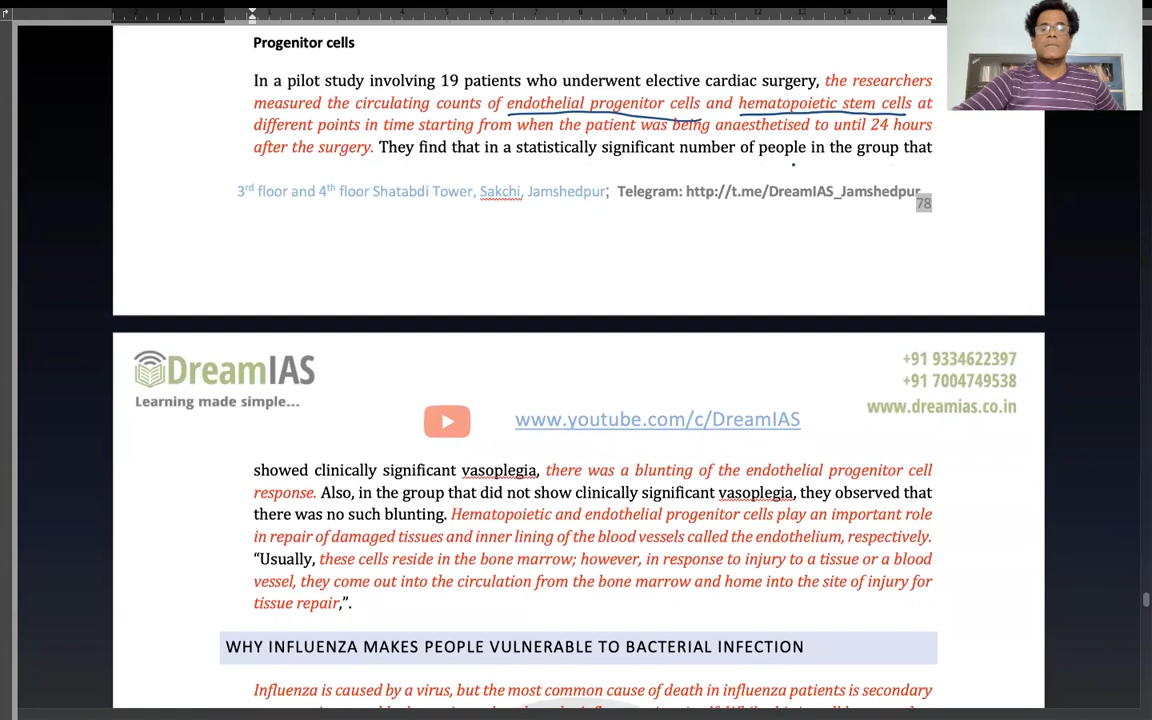 Progenitor cells
In a pilot study involving 19 patients who underwent elective cardiac surgery, the researchers
measured the circulating counts of endothelial progenitor cells and hematopoietic stem cells at
different points in time starting from when the patient was being anaesthetised to until 24 hours
after the surgery. They find that in a statistically significant number of people in the group that
3rd floor and 4th floor Shatabdi Tower, Sakchi, Jamshedpur; Telegram: http://t.me/DreamIAS_Jamshedpur
78
DreamIAS
Learning made simple...
+91 9334622397
+91 7004749538
www.dreamias.co.in
www.youtube.com/c/DreamIAS
showed clinically significant vasoplegia, there was a blunting of the endothelial progenitor cell
response. Also, in the group that did not show clinically significant vasoplegia, they observed that
there was no such blunting. Hematopoietic and endothelial progenitor cells play an important role
in repair of damaged tissues and inner lining of the blood vessels called the endothelium, respectively.
“Usually, these cells reside in the bone marrow; however, in response to injury to a tissue or a blood
vessel, they come out into the circulation from the bone marrow and home into the site of injury for
tissue repair,”.
WHY INFLUENZA MAKES PEOPLE VULNERABLE TO BACTERIAL INFECTION
Influenza is caused by a virus, but the most common cause of death in influenza patients is secondary